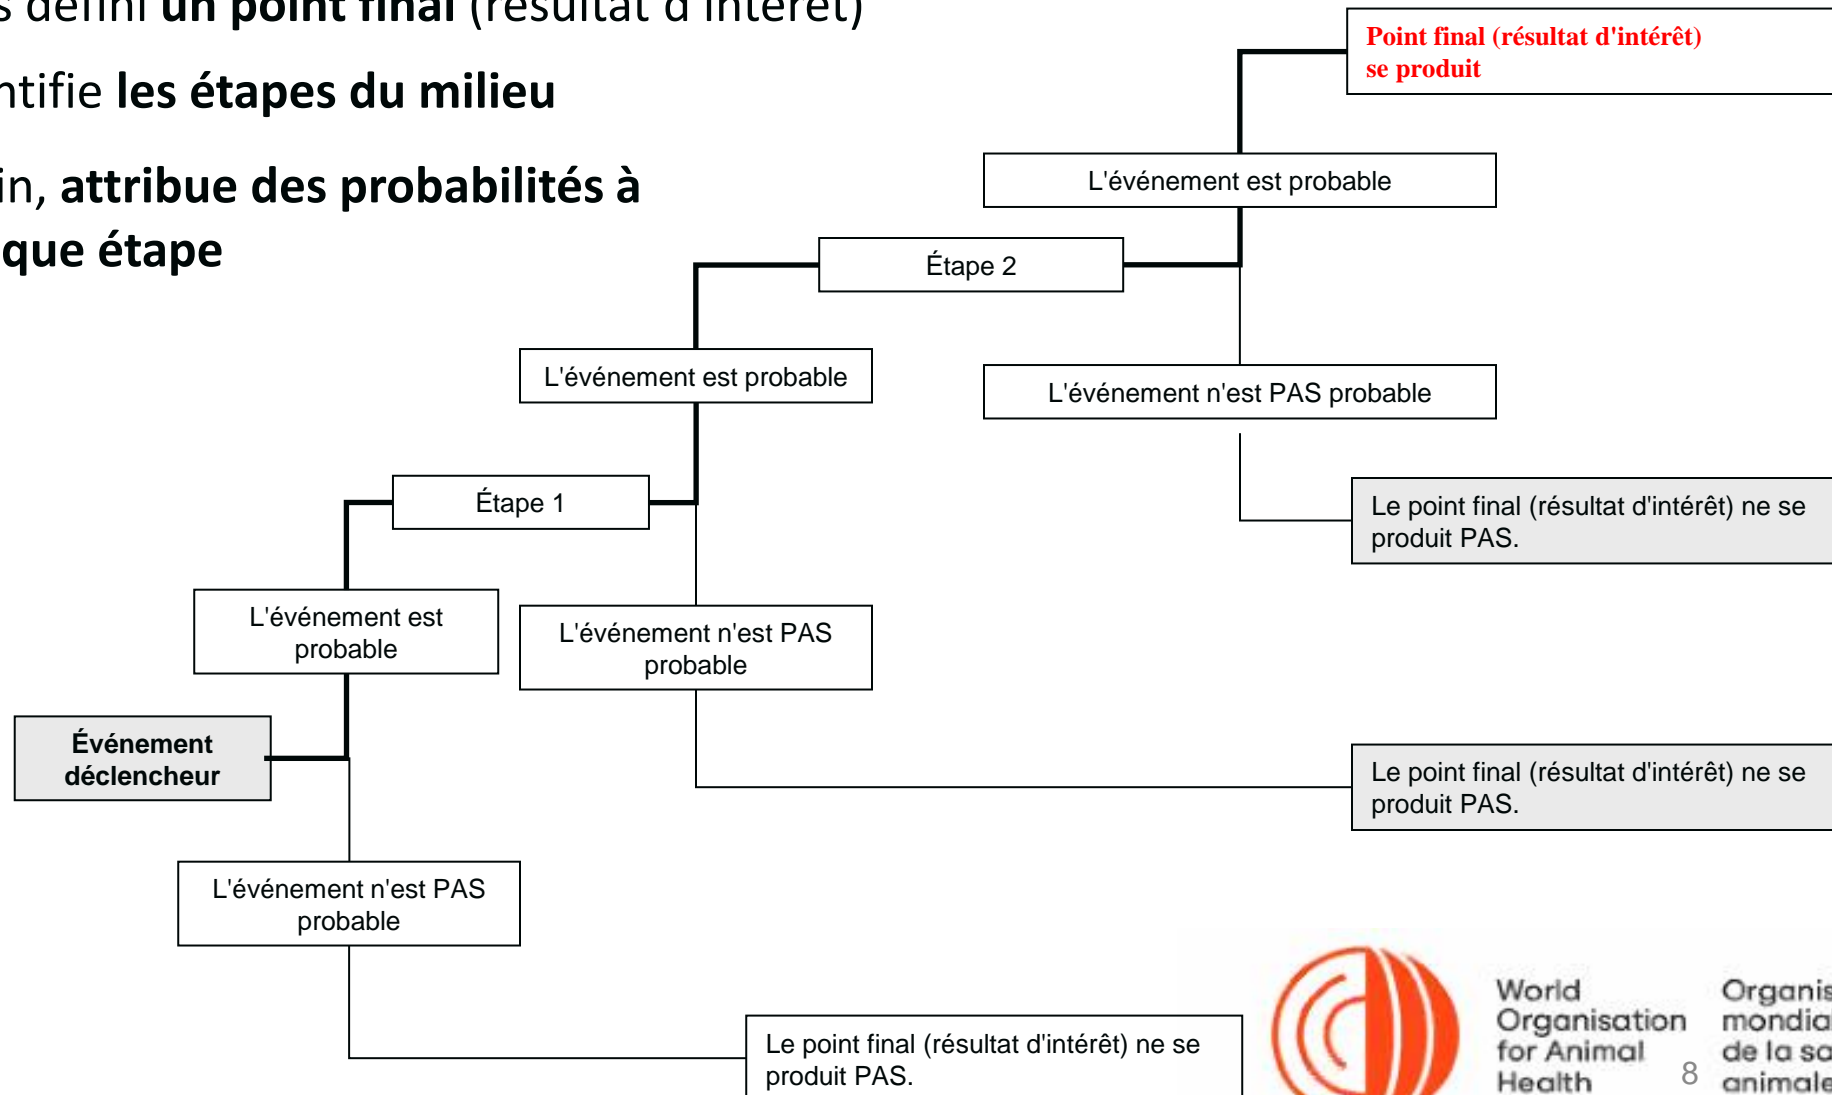 s défini un point final (résultat d'intérêt)
ntifie les étapes du milieu
in, attribue des probabilités à
que étape
Point final (résultat d'intérêt)
se produit
L'événement est probable
Étape 2
L'événement est probable
L'événement n'est PAS probable
Étape 1
Le point final (résultat d'intérêt) ne se
produit PAS.
L'événement est
probable
L'événement n'est PAS
probable
Événement
déclencheur
Le point final (résultat d'intérêt) ne se
produit PAS.
L'événement n'est PAS
probable
Le point final (résultat d'intérêt) ne se
produit PAS.
World
Organisation
for Animal
Health
8
Organis
mondia
de la sa
animale